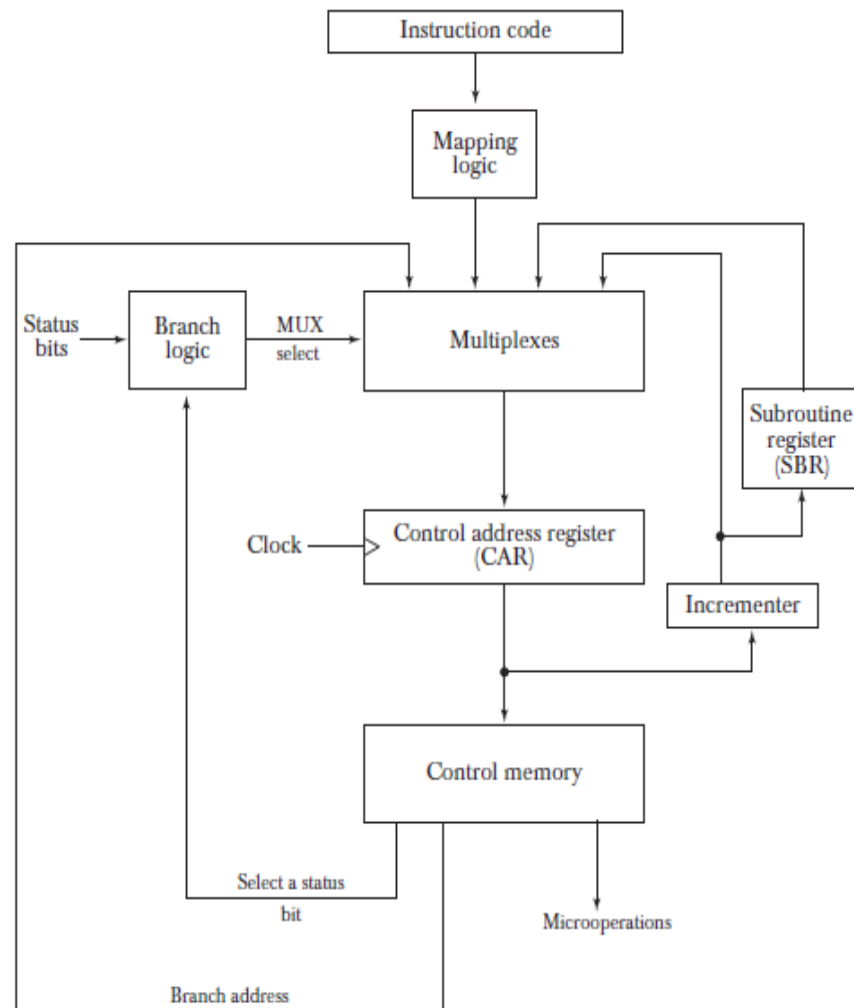 Instruction code
Mapping
logic
Status
bits
Branch
logic
MUX
select
Multiplexes
Subroutine
register
(SBR)
Clock
Control address register
(CAR)
Incrementer
Control memory
Select a status
bit
Microoperations
Branch address